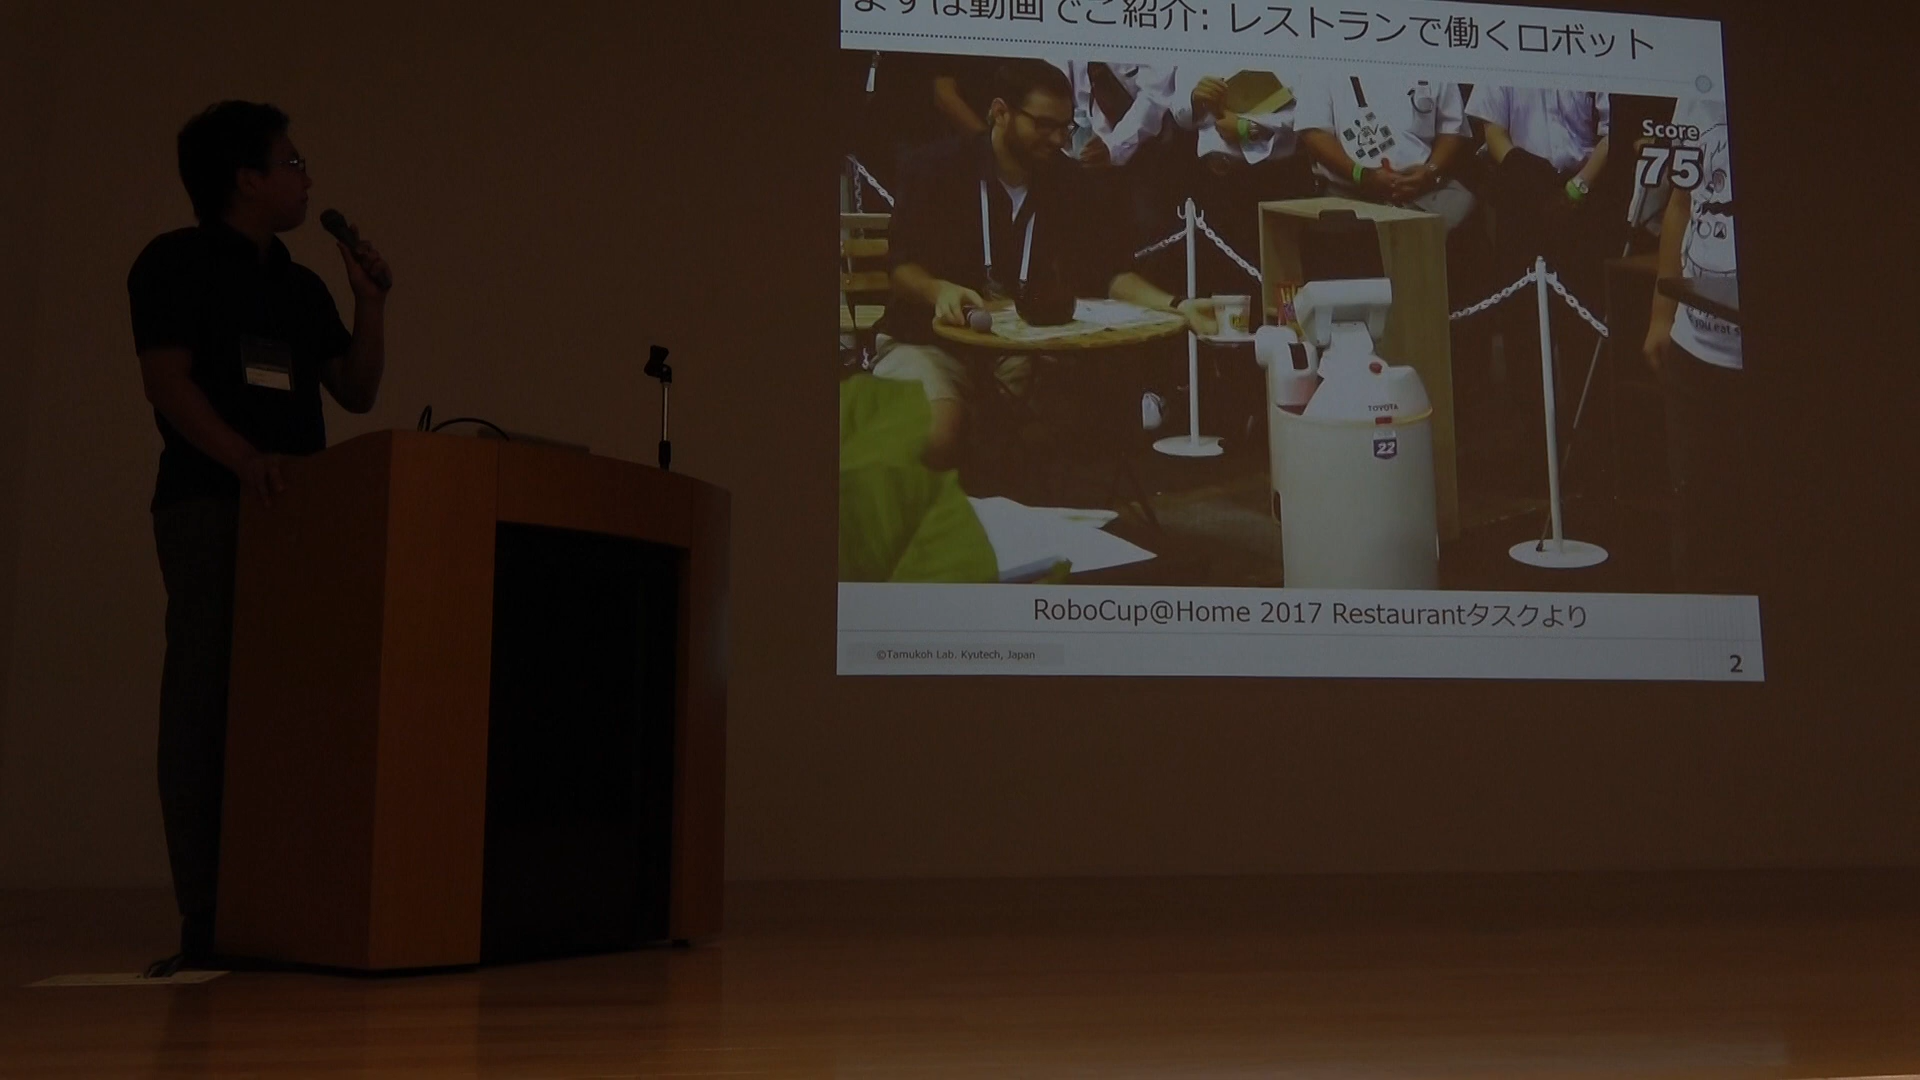 まずは動画でご紹介: レストランで働くロボット
Score
75
TOYOTA
22
you eat
RoboCup@Home 2017 Restaurantタスクより
©Tamukoh Lab. Kyutech, Japan
2